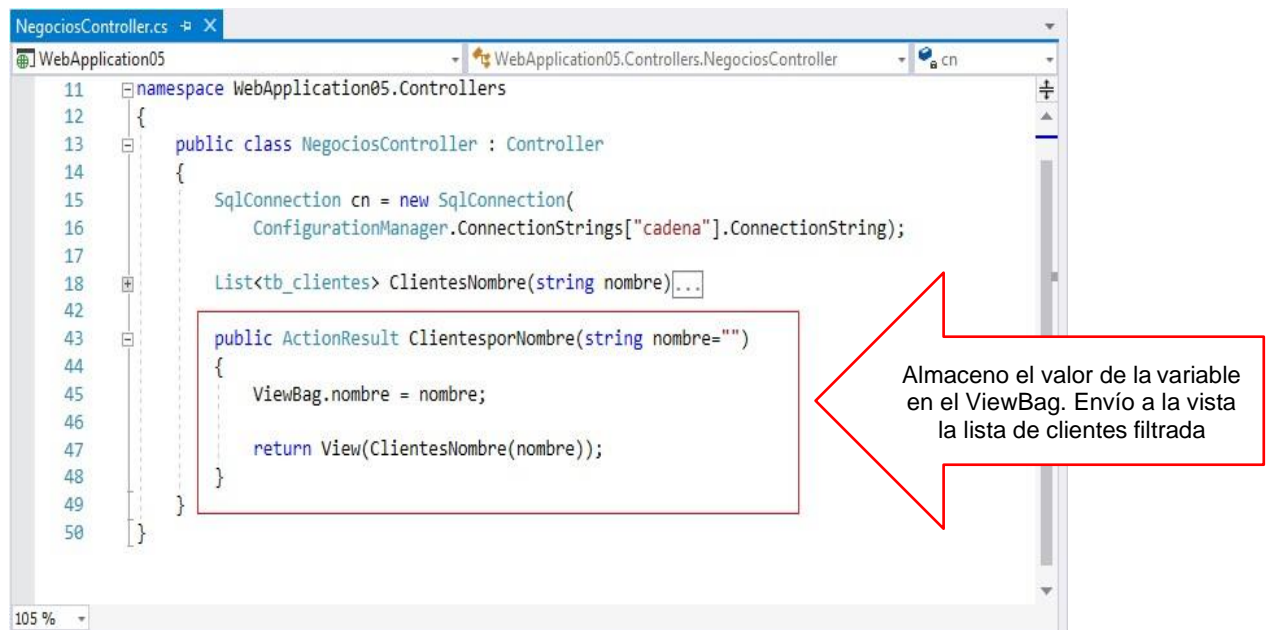 NegociosController.cs
WebApplication05 WebApplication05.Controllers.NegociosController cn
11 namespace WebApplication05.Controllers
12 {
13 public class NegociosController : Controller
14 {
15 SqlConnection cn = new SqlConnection(
16 ConfigurationManager.ConnectionStrings["cadena"].ConnectionString);
17
18 List<tb_clientes> ClientesNombre(string nombre)...
42
43 public ActionResult ClientesporNombre(string nombre="")
44 {
45 ViewBag.nombre = nombre;
46
47 return View(ClientesNombre(nombre));
48 }
49 }
50 }
Almaceno el valor de la variable
en el ViewBag. Envío a la vista
la lista de clientes filtrada
105 %